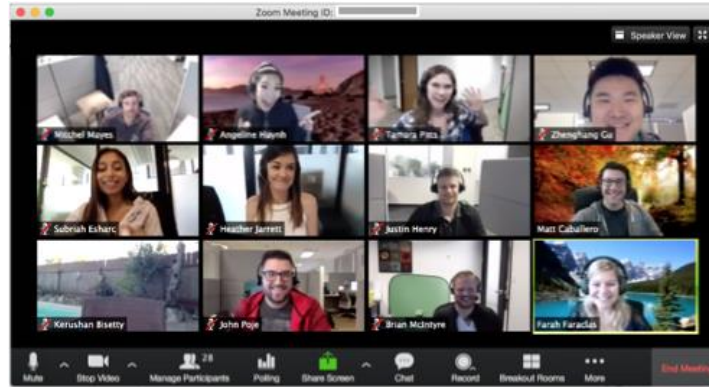 Zoom Meeting ID:
Speaker View
Mitchel Mayes
Angeline Huynh
Tamara Pitts
Zhenghang Gu
Subriah Esharc
Heather Jarrett
Justin Henry
Matt Caballero
Kerushan Bisetty
John Poje
Brian McIntyre
Farah Faraclas
28
Mute
Stop Video
Manage Participants
Polling
Share Screen
Chat
Record
Breakout Rooms
More
End Meeting